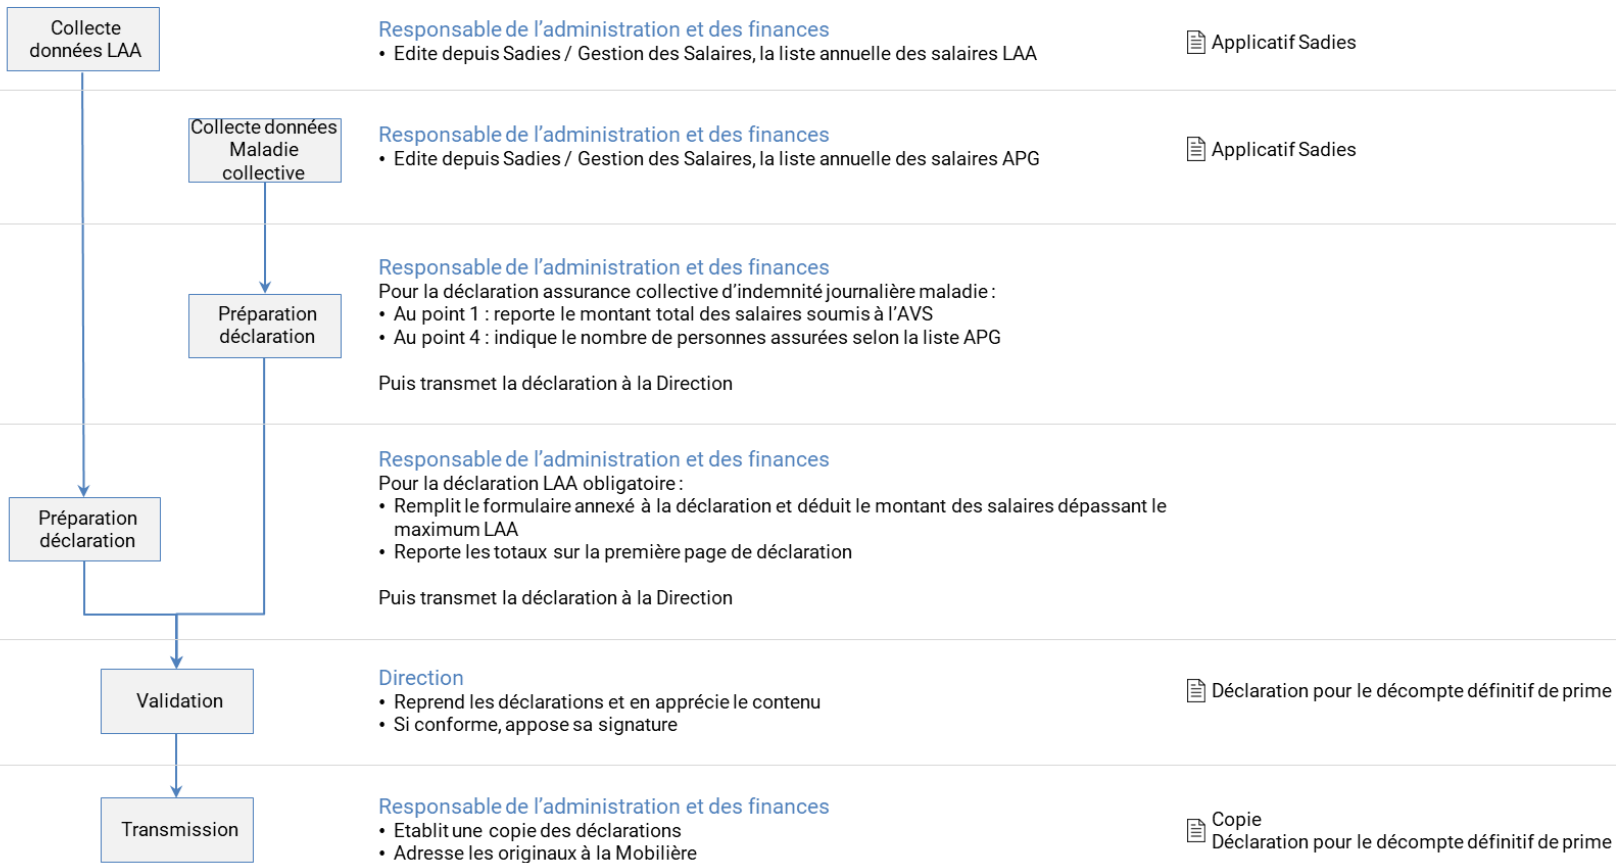 Collecte
données LAA
Responsable de l’administration et des finances
• Edite depuis Sadies / Gestion des Salaires, la liste annuelle des salaires LAA
Applicatif Sadies
Collecte données
Maladie
collective
Responsable de l’administration et des finances
• Edite depuis Sadies / Gestion des Salaires, la liste annuelle des salaires APG
Applicatif Sadies
Préparation
déclaration
Responsable de l’administration et des finances
Pour la déclaration assurance collective d’indemnité journalière maladie :
• Au point 1 : reporte le montant total des salaires soumis à l’AVS
• Au point 4 : indique le nombre de personnes assurées selon la liste APG
Puis transmet la déclaration à la Direction
Préparation
déclaration
Responsable de l’administration et des finances
Pour la déclaration LAA obligatoire :
• Remplit le formulaire annexé à la déclaration et déduit le montant des salaires dépassant le
maximum LAA
• Reporte les totaux sur la première page de déclaration
Puis transmet la déclaration à la Direction
Validation
Direction
• Reprend les déclarations et en apprécie le contenu
• Si conforme, appose sa signature
Déclaration pour le décompte définitif de prime
Transmission
Responsable de l’administration et des finances
• Etablit une copie des déclarations
• Adresse les originaux à la Mobilière
Copie
Déclaration pour le décompte définitif de prime